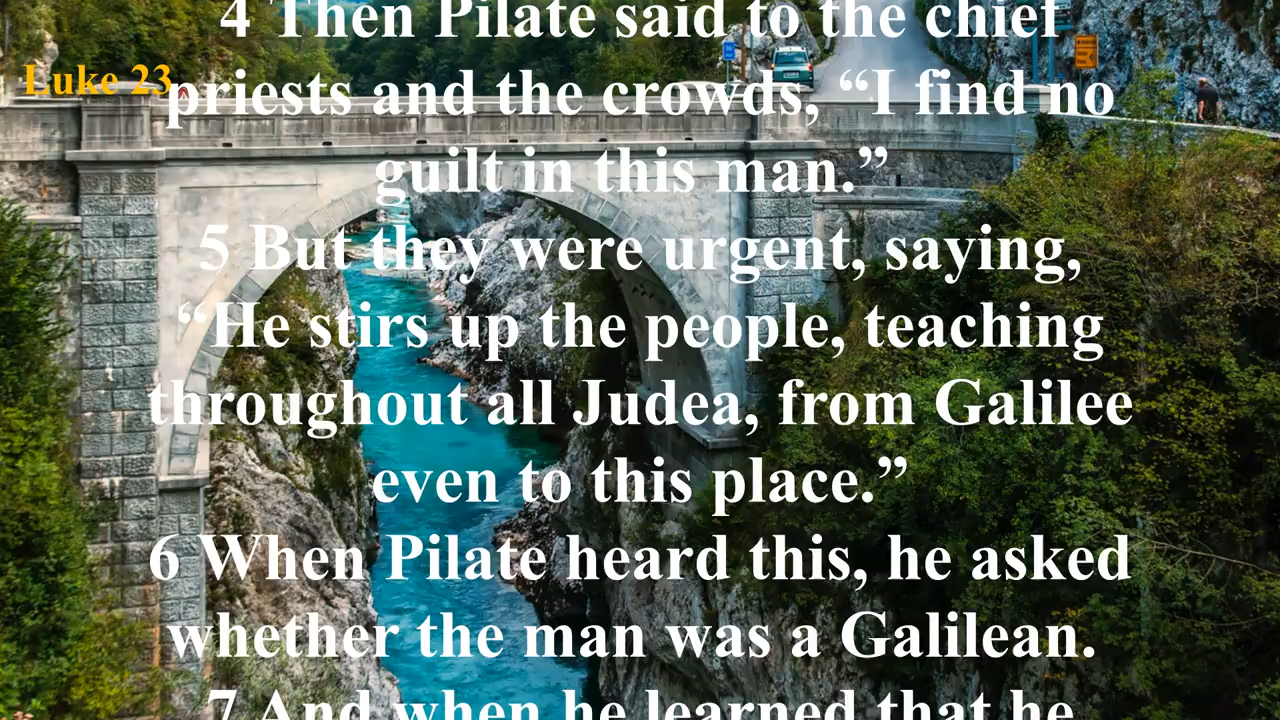 4 Then Pilate said to the chief
Luke 23
priests and the crowds, “I find no
guilt in this man.”
5 But they were urgent, saying,
“He stirs up the people, teaching
throughout all Judea, from Galilee
even to this place.”
6 When Pilate heard this, he asked
whether the man was a Galilean.
7 And when he learned that he